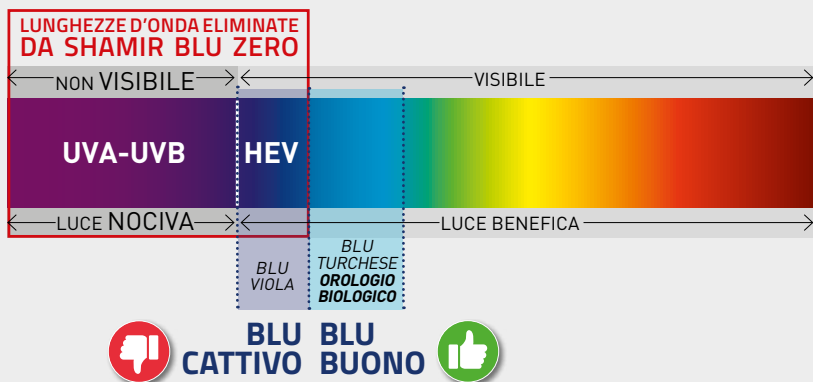 LUNGHEZZE D'ONDA ELIMINATE
DA SHAMIR BLU ZERO
NON VISIBILE
VISIBILE
UVA-UVB
HEV
LUCE NOCIVA
LUCE BENEFICA
BLU
VIOLA
BLU
TURCHESE
OROLOGIO
BIOLOGICO
BLU
CATTIVO
BLU
BUONO